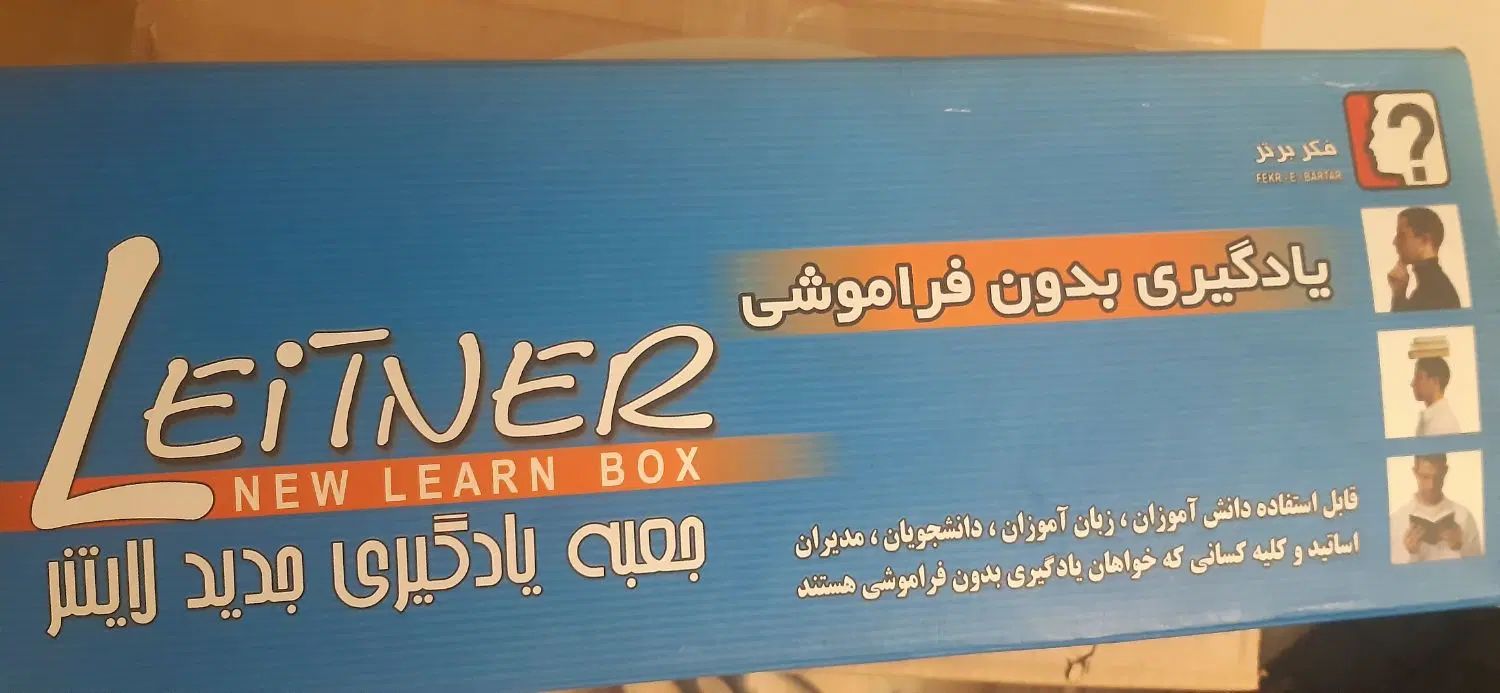 فکر برتر
FEKR-E-BARTAR
یادگیری بدون فراموشی
LEITNER
NEW LEARN BOX
جعبه یادگیری جدید لایتنر
قابل استفاده دانش آموزان ، زبان آموزان ، دانشجویان ، مدیران
اساتید و کلیه کسانی که خواهان یادگیری بدون فراموشی هستند